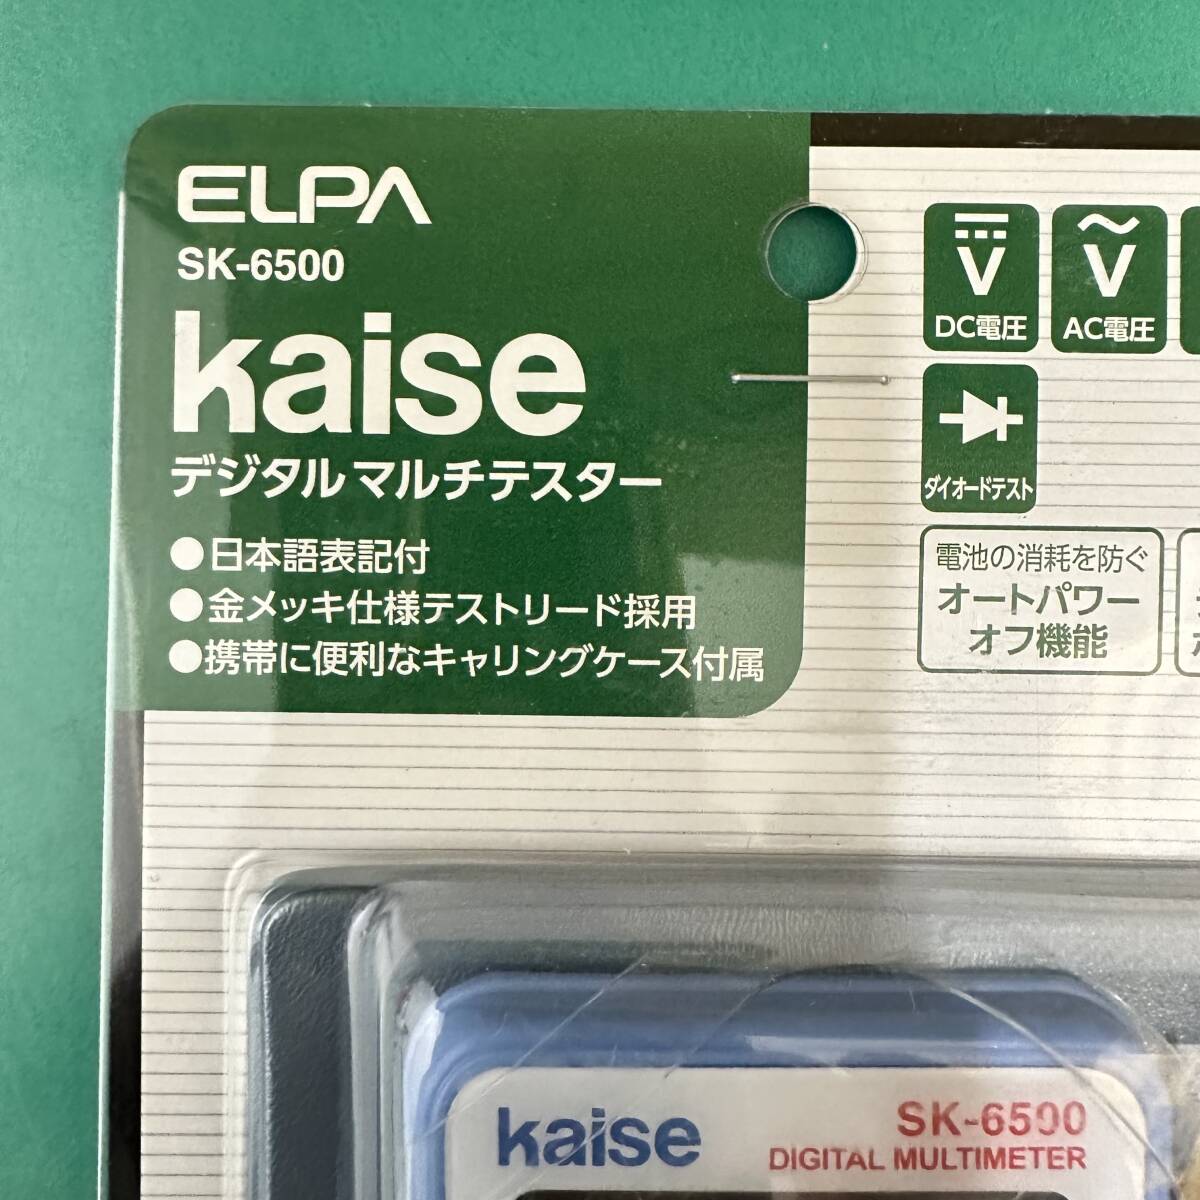 ELPA
SK-6500
kaise
デジタルマルチテスター
●日本語表記付
●金メッキ仕様テストリード採用
●携帯に便利なキャリングケース付属
V
DC電圧
V
AC電圧
ダイオードテスト
電池の消耗を防ぐ
オートパワー
オフ機能
kaise
SK-6500
DIGITAL MULTIMETER